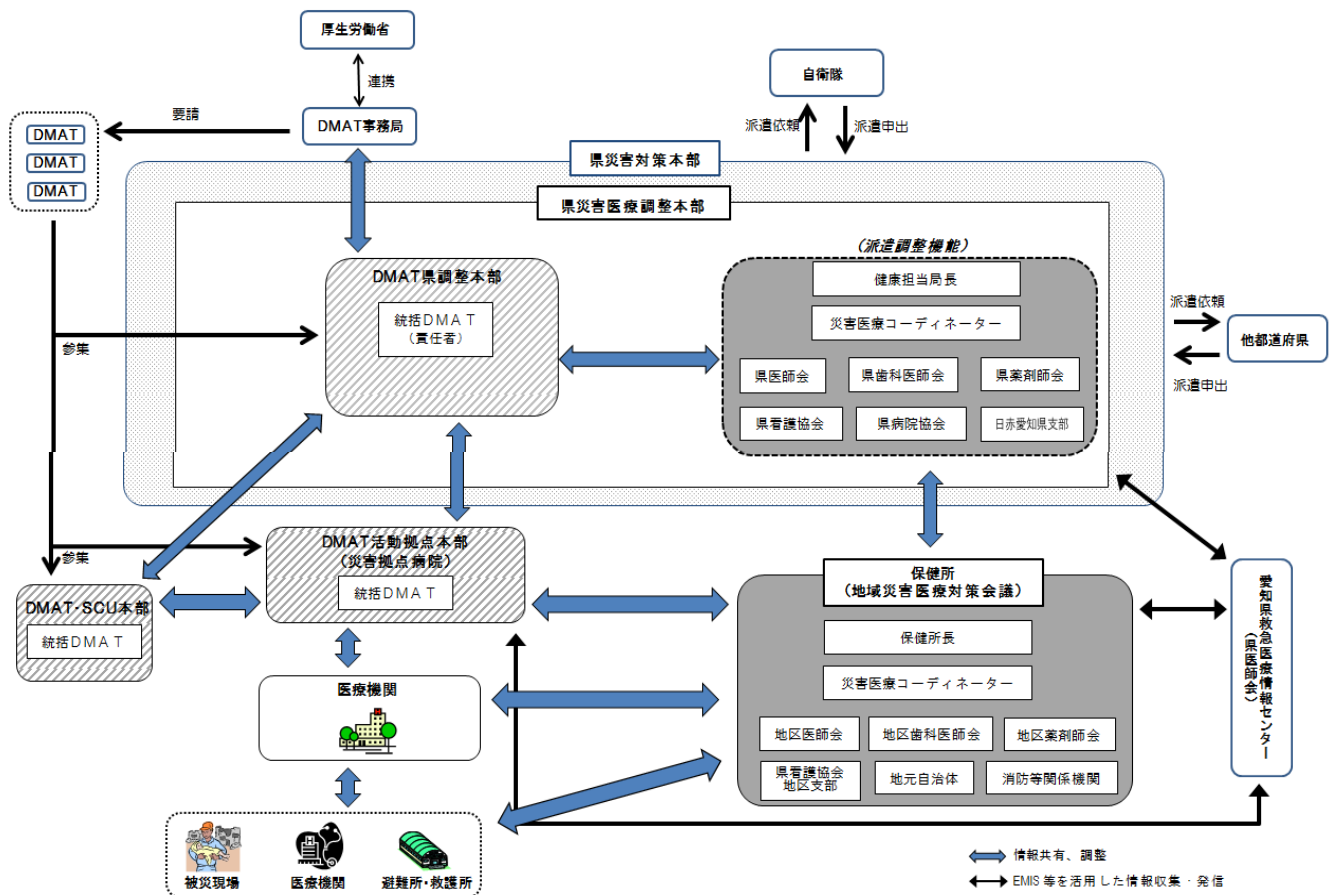 厚生労働省
連携
自衛隊
要請
DMAT事務局
派遣依頼
派遣申出
DMAT
DMAT
DMAT
県災害対策本部
県災害医療調整本部
(派遣調整機能)
DMAT県調整本部
統括DMAT
(責任者)
健康担当局長
災害医療コーディネーター
県医師会
県歯科医師会
県薬剤師会
県看護協会
県病院協会
日赤愛知県支部
派遣依頼
他都道府県
派遣申出
参集
参集
DMAT活動拠点本部
(災害拠点病院)
統括DMAT
DMAT・SCU本部
統括DMAT
保健所
(地域災害医療対策会議)
保健所長
災害医療コーディネーター
地区医師会
地区歯科医師会
地区薬剤師会
県看護協会
地区支部
地元自治体
消防等関係機関
愛知県救急医療情報センター
(県医師会)
医療機関
被災現場
医療機関
避難所・救護所
情報共有、調整
EMIS等を活用した情報収集・発信